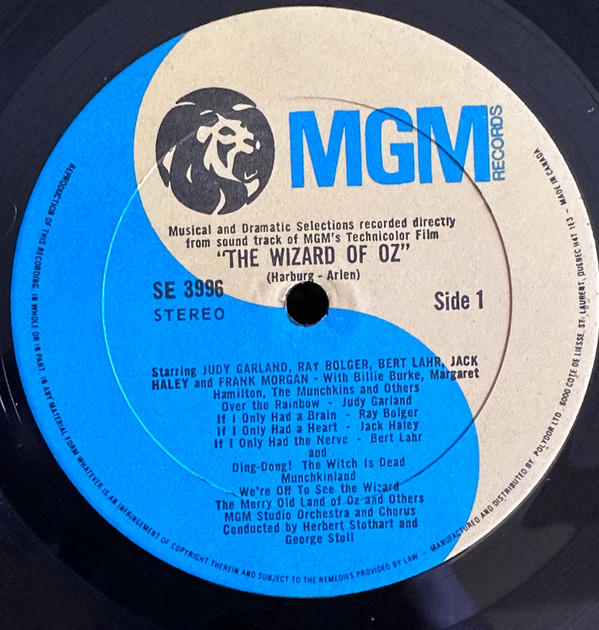 MGM
RECORDS
Musical and Dramatic Selections recorded directly
from sound track of MGM's Technicolor Film
"THE WIZARD OF OZ"
(Harburg - Arlen)
SE 3996
STEREO
Side 1
Starring JUDY GARLAND, RAY BOLGER, BERT LAHR, JACK
HALEY and FRANK MORGAN - With Billie Burke, Margaret
Hamilton, The Munchkins and Others
Over the Rainbow - Judy Garland
If I Only Had a Brain - Ray Bolger
If I Only Had a Heart - Jack Haley
If I Only Had the Nerve - Bert Lahr
and
Ding-Dong! The Witch Is Dead
Munchkinland
We're Off To See the Wizard
The Merry Old Land of Oz and Others
MGM Studio Orchestra and Chorus
Conducted by Herbert Stothart and
George Stoll
REPRODUCTION OF THIS RECORDING, IN WHOLE OR IN PART, IN ANY MATERIAL FORM WHATEVER IS AN INFRINGEMENT OF COPYRIGHT THEREIN AND SUBJECT TO THE REMEDIES PROVIDED BY LAW - MANUFACTURED AND DISTRIBUTED BY POLYDOR LTD. 6000 COTE DE LIESSE, ST. LAURENT, QUEBEC H4T 1E3 - MADE IN CANADA